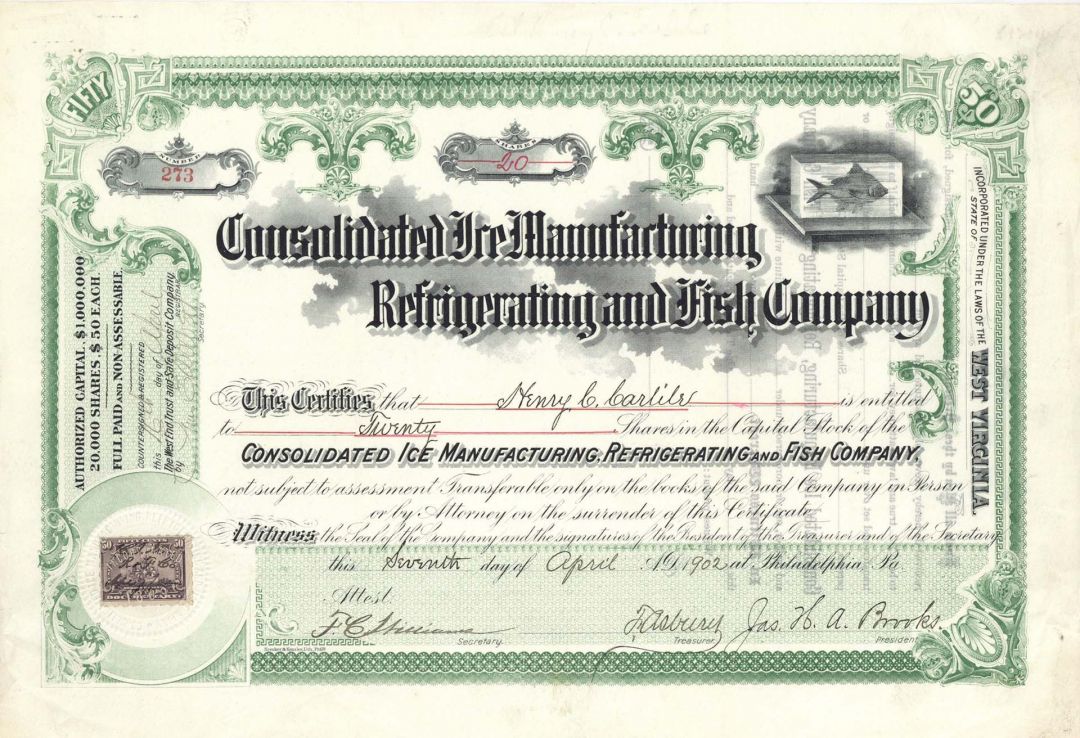 FIFTY
$50
NUMBER
273
SHARES
20
INCORPORATED UNDER THE LAWS OF THE
STATE OF
WEST VIRGINIA
Consolidated Ice Manufacturing
Refrigerating and Fish Company
AUTHORIZED CAPITAL. $1,000,000
20,000 SHARES, $50 EACH.
FULL PAID AND NON-ASSESSABLE
COUNTERSIGNED & REGISTERED
this day of
The West End Trust and Safe Deposit Company
REGISTRAR
by
Secretary
This Certifies that Henry C. Carlile is entitled
to Twenty Shares in the Capital Stock of the
CONSOLIDATED ICE MANUFACTURING, REFRIGERATING AND FISH COMPANY,
not subject to assessment Transferable only on the books of the said Company in Person
or by Attorney on the surrender of this Certificate
Witness the Seal of the Company and the signatures of the President of the Treasurer and of the Secretary
this Seventh day of April A.D. 1902 at Philadelphia Pa.
Attest.
Secretary.
Treasurer.
Jas. H. A. Brooks.
President